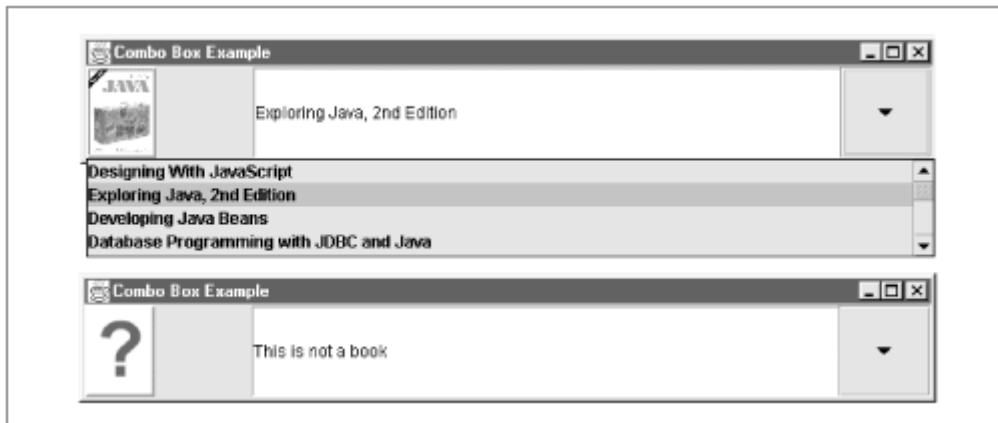 Combo Box Example
JAVA
Exploring Java, 2nd Edition
Designing With JavaScript
Exploring Java, 2nd Edition
Developing Java Beans
Database Programming with JDBC and Java
Combo Box Example
?
This is not a book